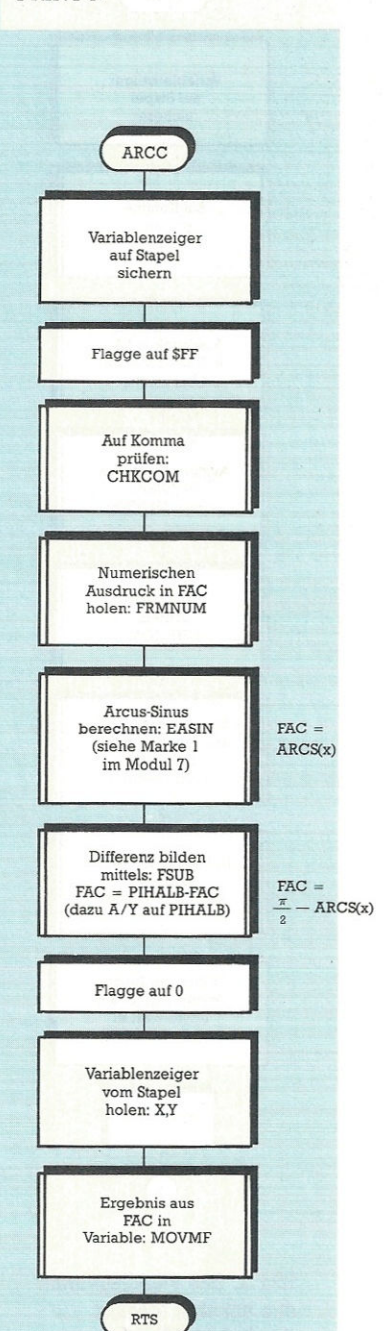 ARCC
Variablenzeiger
auf Stapel
sichern
Flagge auf $FF
Auf Komma
prüfen:
CHKCOM
Numerischen
Ausdruck in FAC
holen: FRMNUM
Arcus-Sinus
berechnen: EASIN
(siehe Marke 1
im Modul 7)
FAC =
ARCS(x)
Differenz bilden
mittels: FSUB
FAC = PIHALB-FAC
(dazu A/Y auf PIHALB)
FAC =
π/2 — ARCS(x)
Flagge auf 0
Variablenzeiger
vom Stapel
holen: X,Y
Ergebnis aus
FAC in
Variable: MOVMF
RTS